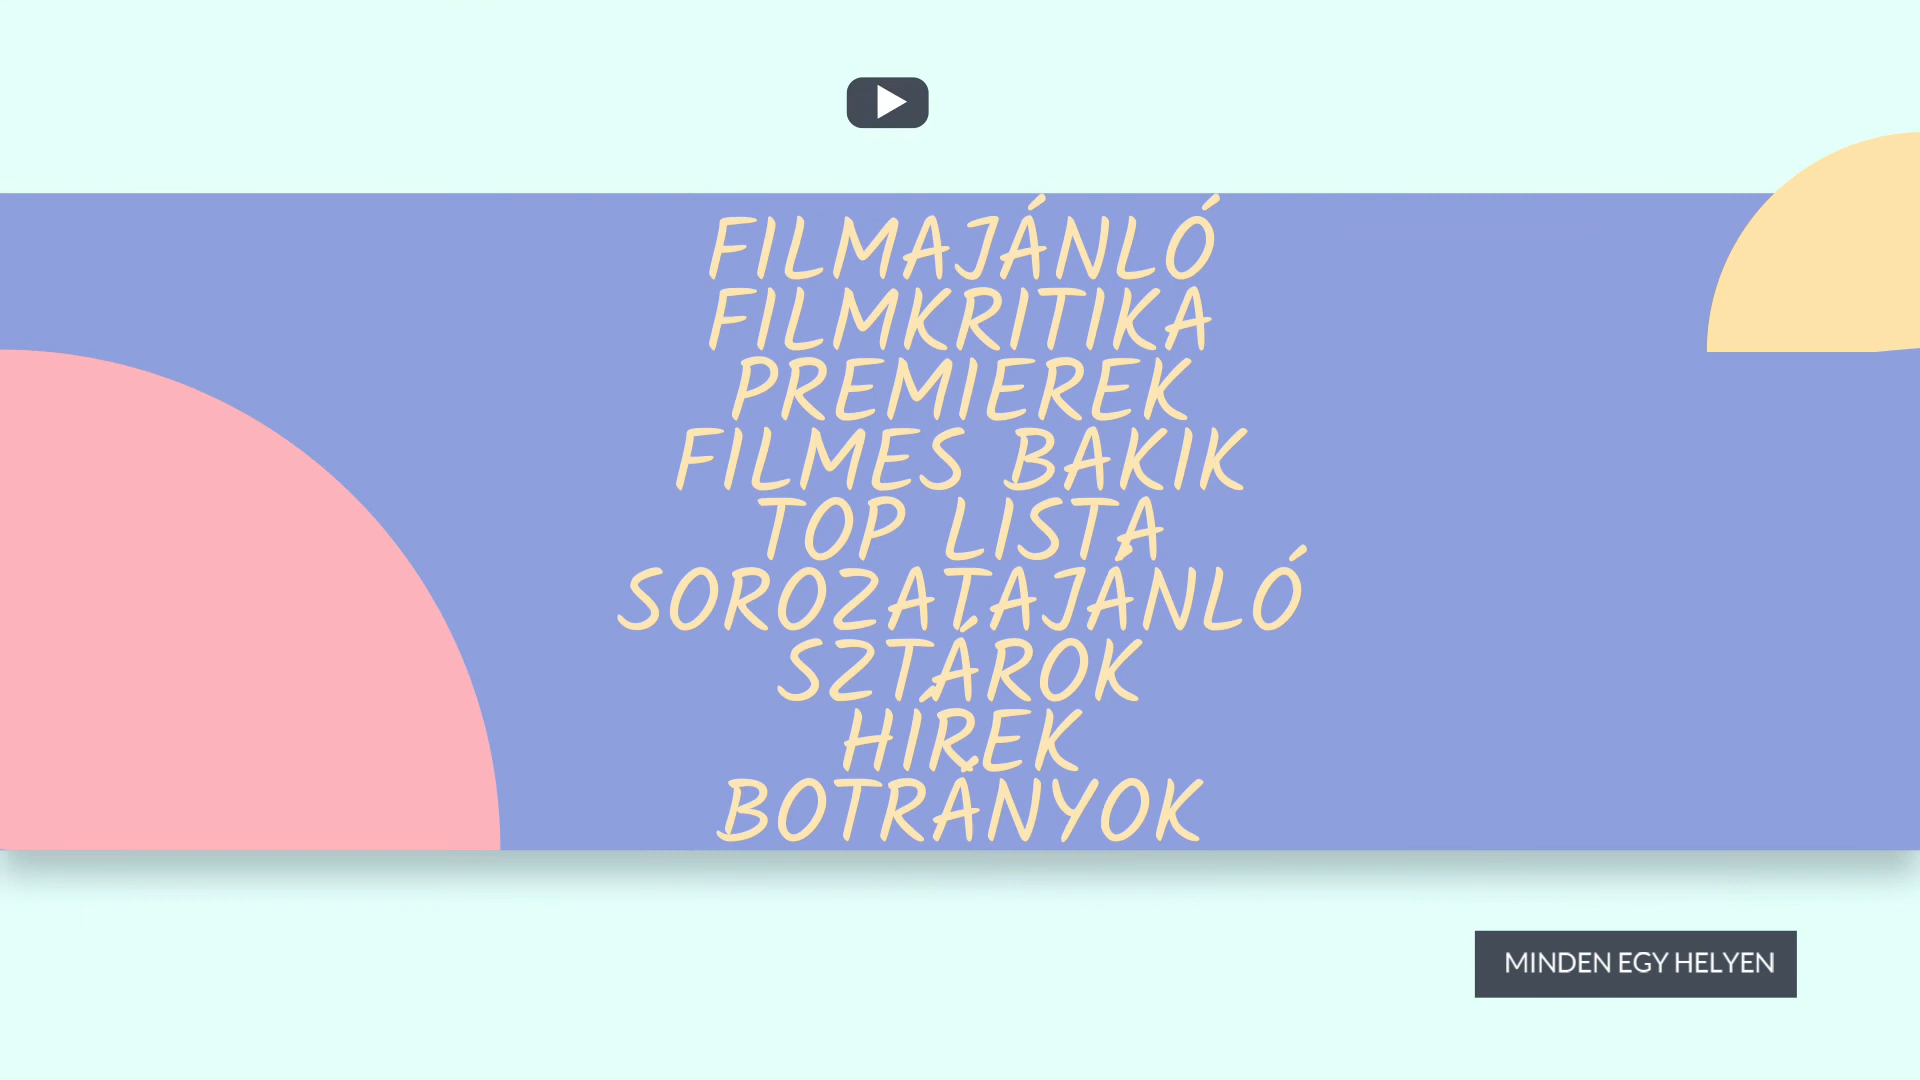 FILMAJÁNLÓ
FILMKRITIKA
PREMIEREK
FILMES BAKIK
TOP LISTA
SOROZATAJÁNLÓ
SZTÁROK
HÍREK
BOTRÁNYOK
MINDEN EGY HELYEN